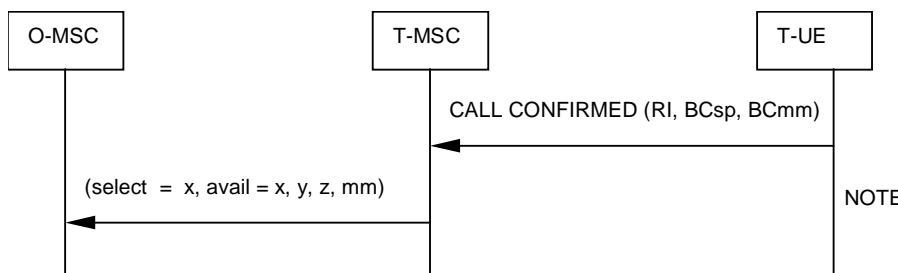 O-MSC
T-MSC
T-UE
CALL CONFIRMED (RI, BCsp, BCmm)
(select = x, avail = x, y, z, mm)
NOTE